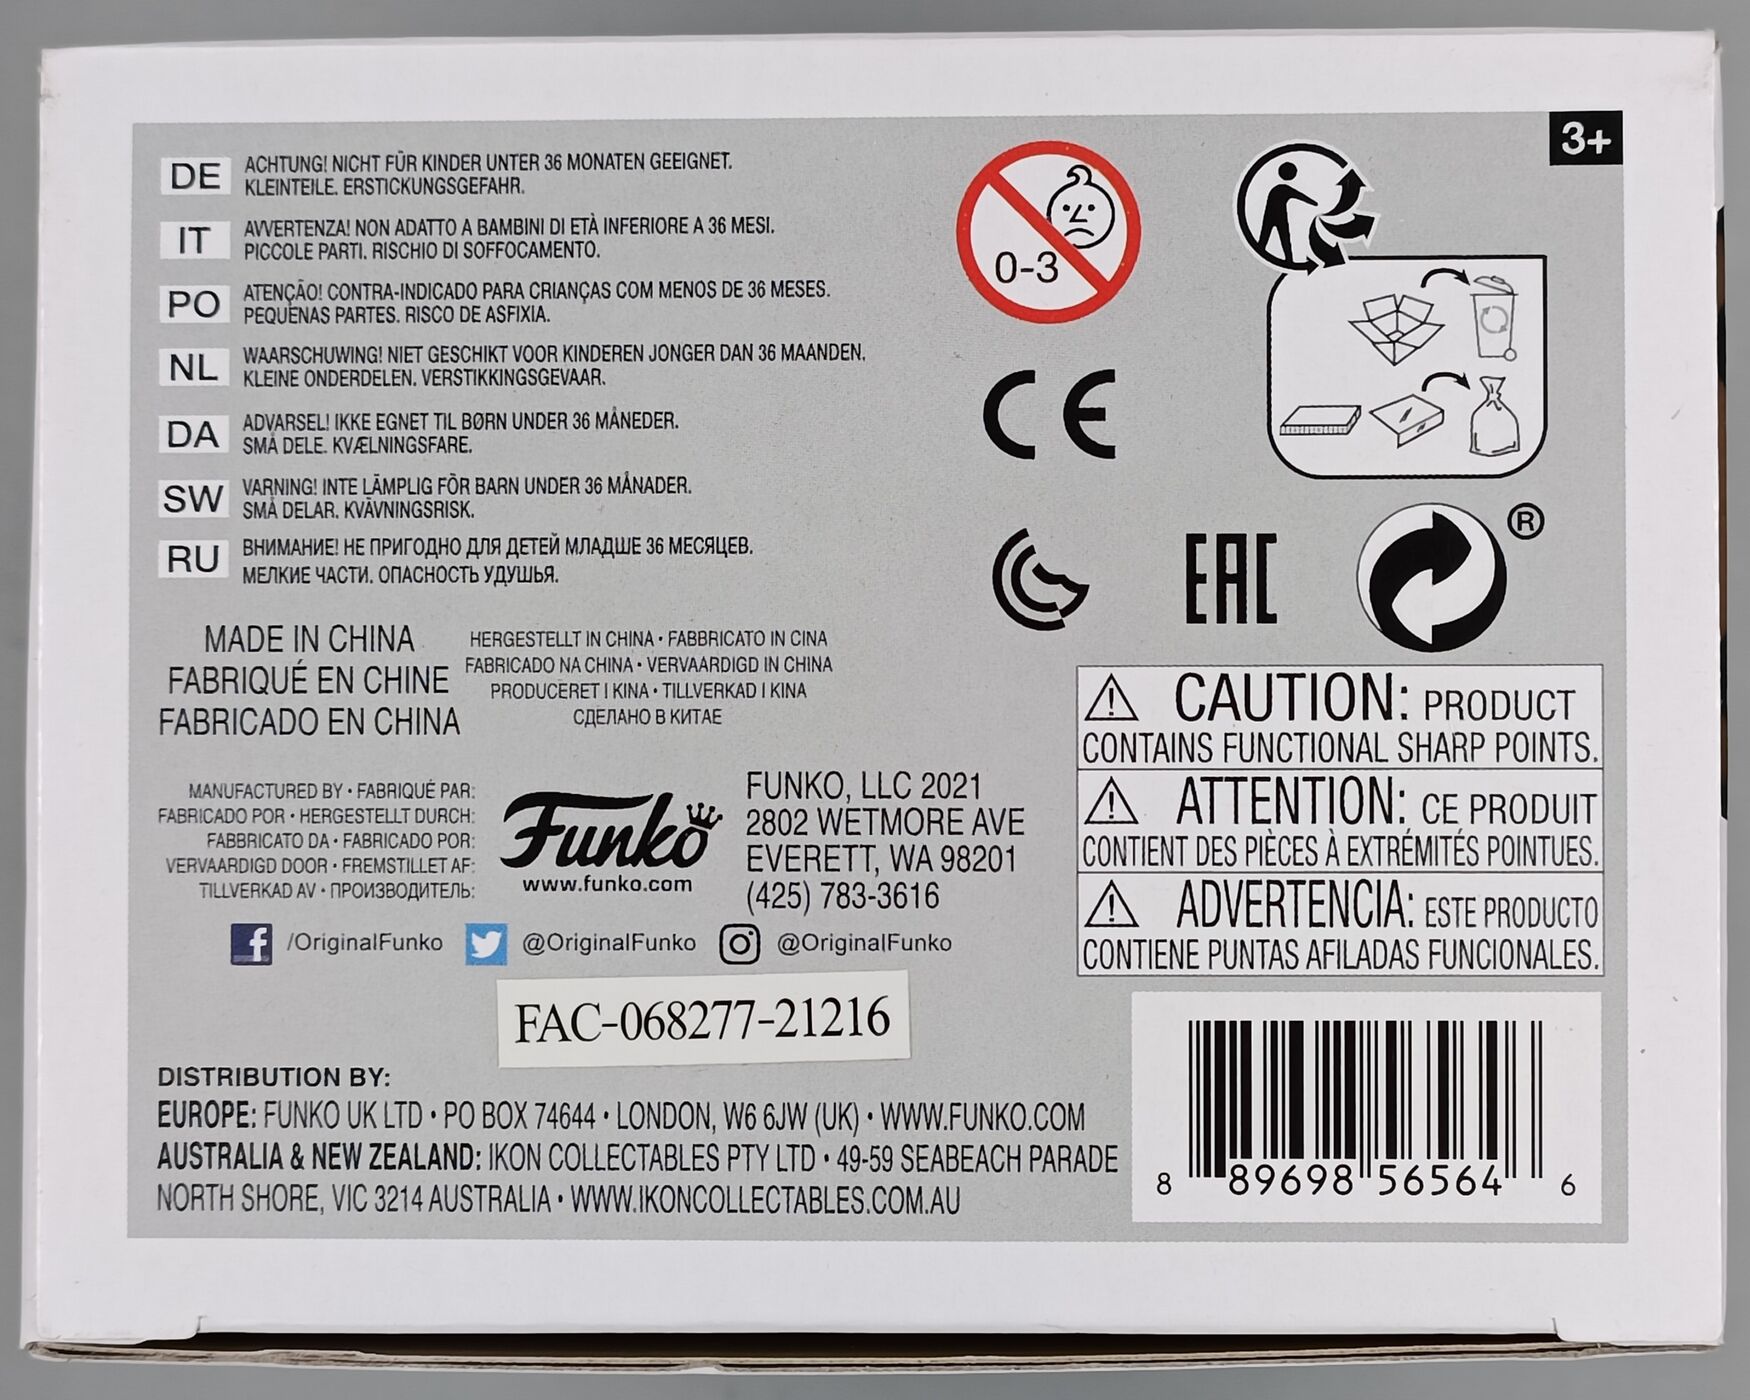 3+
DE ACHTUNG! NICHT FÜR KINDER UNTER 36 MONATEN GEEIGNET.
KLEINTEILE. ERSTICKUNGSGEFAHR.
IT AVVERTENZA! NON ADATTO A BAMBINI DI ETÀ INFERIORE A 36 MESI.
PICCOLE PARTI. RISCHIO DI SOFFOCAMENTO.
PO ATENÇÃO! CONTRA-INDICADO PARA CRIANÇAS COM MENOS DE 36 MESES.
PEQUENAS PARTES. RISCO DE ASFIXIA.
NL WAARSCHUWING! NIET GESCHIKT VOOR KINDEREN JONGER DAN 36 MAANDEN.
KLEINE ONDERDELEN. VERSTIKKINGSGEVAAR.
DA ADVARSEL! IKKE EGNET TIL BØRN UNDER 36 MÅNEDER.
SMÅ DELE. KVÆLNINGSFARE.
SW VARNING! INTE LÄMPLIG FÖR BARN UNDER 36 MÅNADER.
SMÅ DELAR. KVÄVNINGSRISK.
RU ВНИМАНИЕ! НЕ ПРИГОДНО ДЛЯ ДЕТЕЙ МЛАДШЕ 36 МЕСЯЦЕВ.
МЕЛКИЕ ЧАСТИ. ОПАСНОСТЬ УДУШЬЯ.
0-3
CE
EAC
®
MADE IN CHINA
FABRIQUÉ EN CHINE
FABRICADO EN CHINA
HERGESTELLT IN CHINA • FABBRICATO IN CINA
FABRICADO NA CHINA • VERVAARDIGD IN CHINA
PRODUCERET I KINA • TILLVERKAD I KINA
СДЕЛАНО В КИТАЕ
MANUFACTURED BY • FABRIQUÉ PAR:
FABRICADO POR • HERGESTELLT DURCH:
FABBRICATO DA • FABRICADO POR:
VERVAARDIGD DOOR • FREMSTILLET AF:
TILLVERKAD AV • ПРОИЗВОДИТЕЛЬ:
Funko
www.funko.com
FUNKO, LLC 2021
2802 WETMORE AVE
EVERETT, WA 98201
(425) 783-3616
f /OriginalFunko @OriginalFunko @OriginalFunko
CAUTION: PRODUCT
CONTAINS FUNCTIONAL SHARP POINTS.
ATTENTION: CE PRODUIT
CONTIENT DES PIÈCES À EXTRÉMITÉS POINTUES.
ADVERTENCIA: ESTE PRODUCTO
CONTIENE PUNTAS AFILADAS FUNCIONALES.
FAC-068277-21216
DISTRIBUTION BY:
EUROPE: FUNKO UK LTD • PO BOX 74644 • LONDON, W6 6JW (UK) • WWW.FUNKO.COM
AUSTRALIA & NEW ZEALAND: IKON COLLECTABLES PTY LTD • 49-59 SEABEACH PARADE
NORTH SHORE, VIC 3214 AUSTRALIA • WWW.IKONCOLLECTABLES.COM.AU
8 89698 56564 6